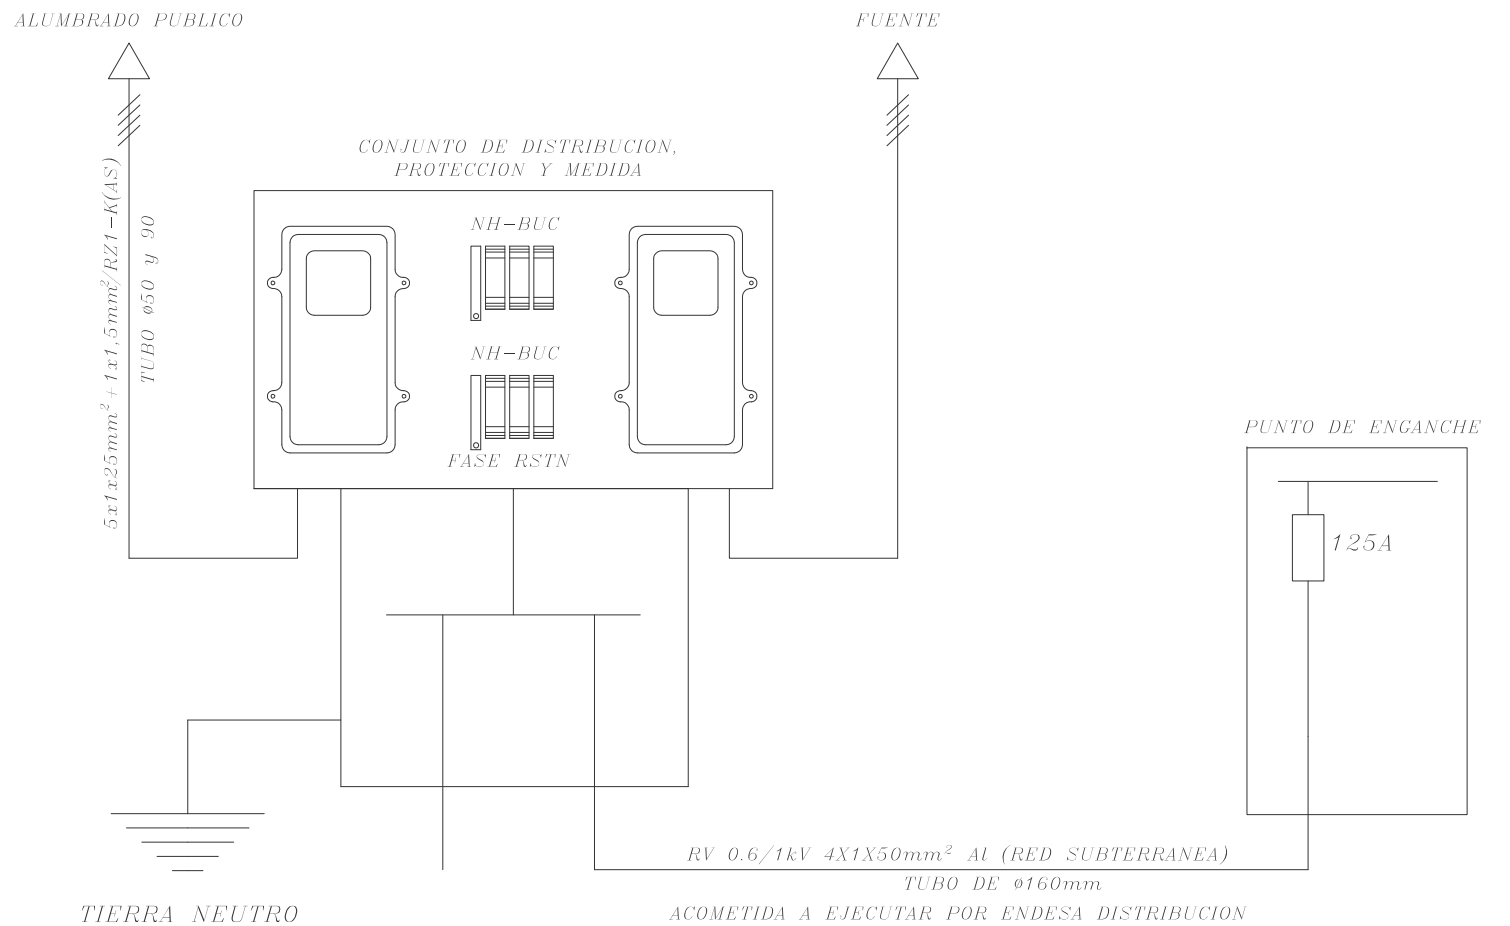 ALUMBRADO PUBLICO
FUENTE
CONJUNTO DE DISTRIBUCION,
PROTECCION Y MEDIDA
5x1x25mm²+1x1,5mm²/RZ1-K(AS)
TUBO ø50 y 90
NH-BUC
NH-BUC
FASE RSTN
PUNTO DE ENGANCHE
125A
RV 0.6/1kV 4X1X50mm² Al (RED SUBTERRANEA)
TUBO DE ø160mm
TIERRA NEUTRO
ACOMETIDA A EJECUTAR POR ENDESA DISTRIBUCION